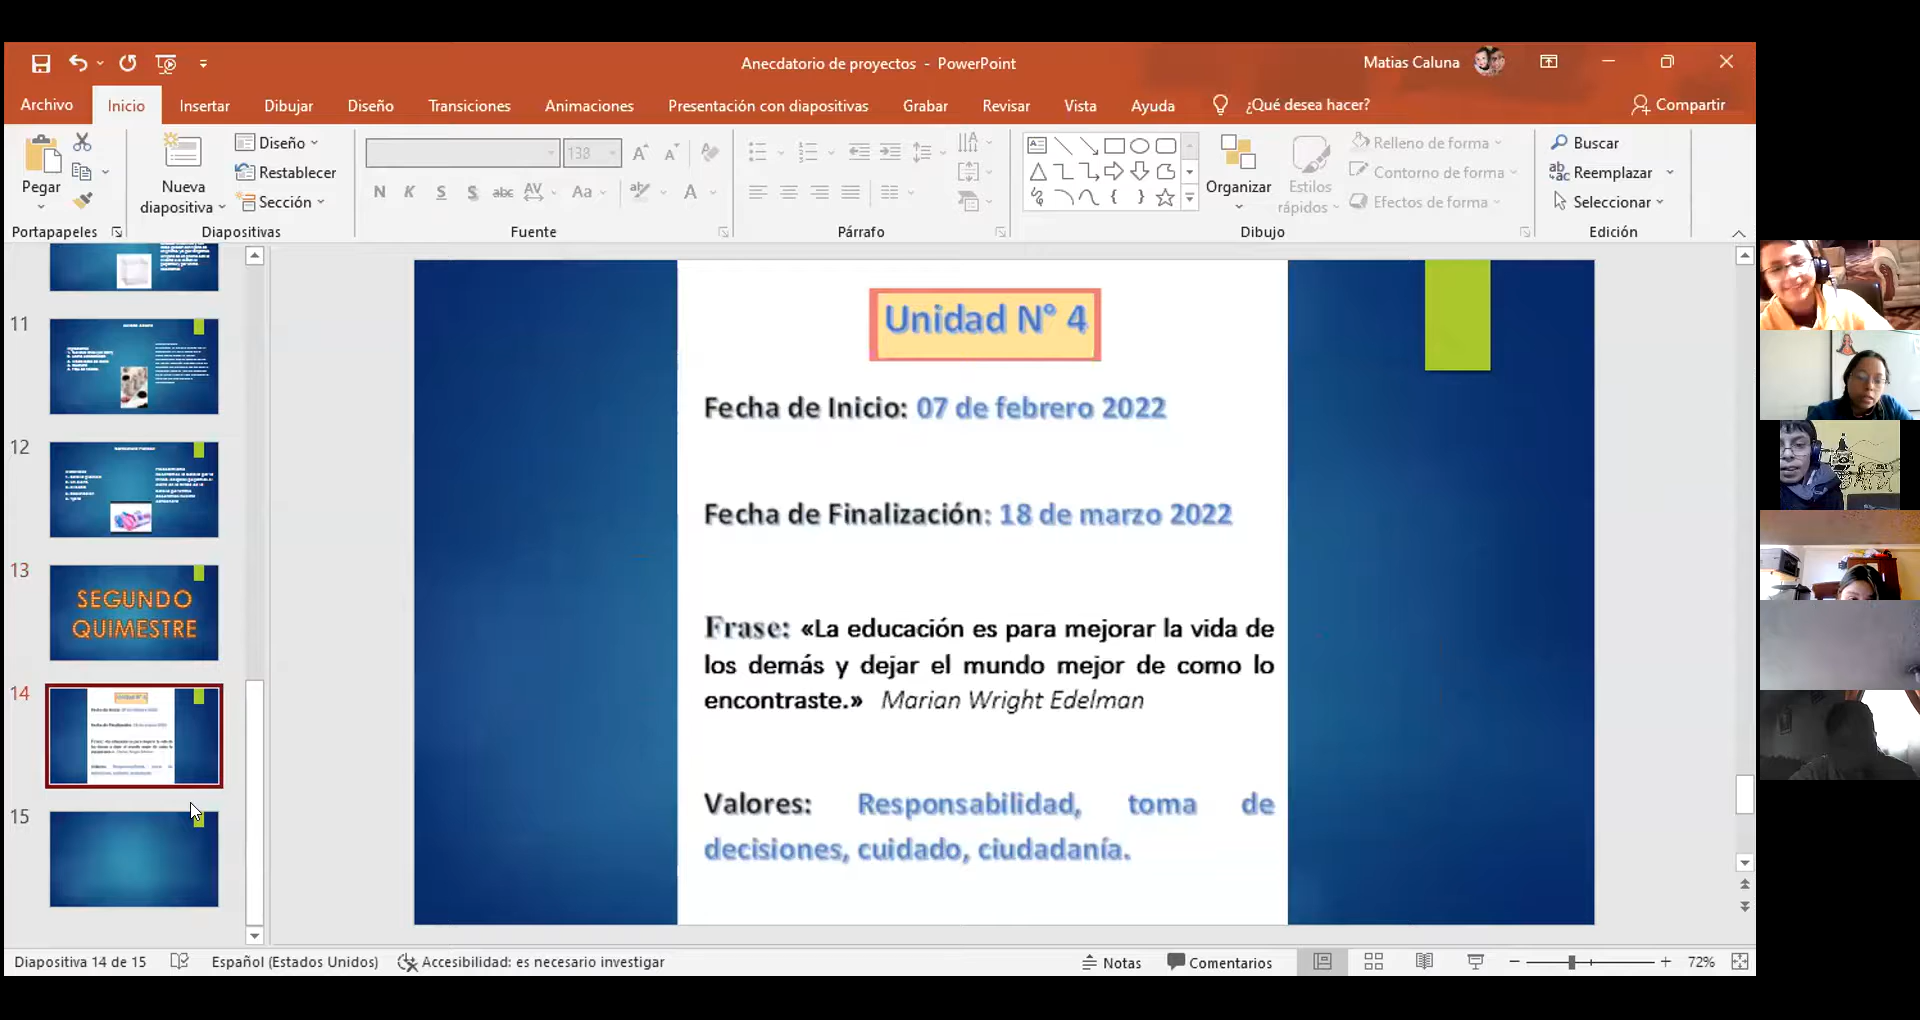 Anecdatorio de proyectos - PowerPoint
Matias Caluna
Archivo
Inicio
Insertar
Dibujar
Diseño
Transiciones
Animaciones
Presentación con diapositivas
Grabar
Revisar
Vista
Ayuda
¿Qué desea hacer?
Compartir
Pegar
Nueva
diapositiva
Diseño
Restablecer
Sección
138
N K S S abc AV Aa
Organizar
Estilos
rápidos
Relleno de forma
Contorno de forma
Efectos de forma
Buscar
Reemplazar
Seleccionar
Portapapeles
Diapositivas
Fuente
Párrafo
Dibujo
Edición
11
12
13
SEGUNDO
QUIMESTRE
14
15
Unidad N° 4
Fecha de Inicio: 07 de febrero 2022
Fecha de Finalización: 18 de marzo 2022
Frase: «La educación es para mejorar la vida de
los demás y dejar el mundo mejor de como lo
encontraste.» Marian Wright Edelman
Valores: Responsabilidad, toma de
decisiones, cuidado, ciudadanía.
Diapositiva 14 de 15
Español (Estados Unidos)
Accesibilidad: es necesario investigar
Notas
Comentarios
72%